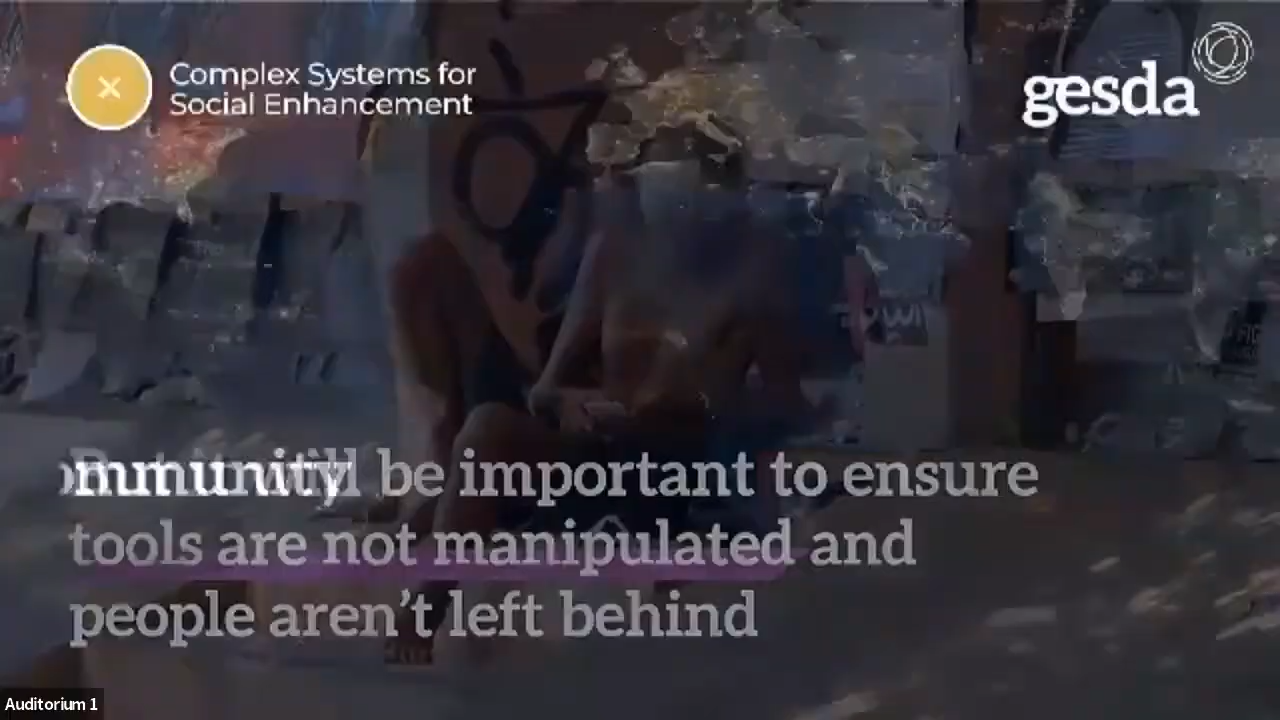 Complex Systems for
Social Enhancement
gesda
mmunity be important to ensure
tools are not manipulated and
people aren’t left behind
Auditorium 1